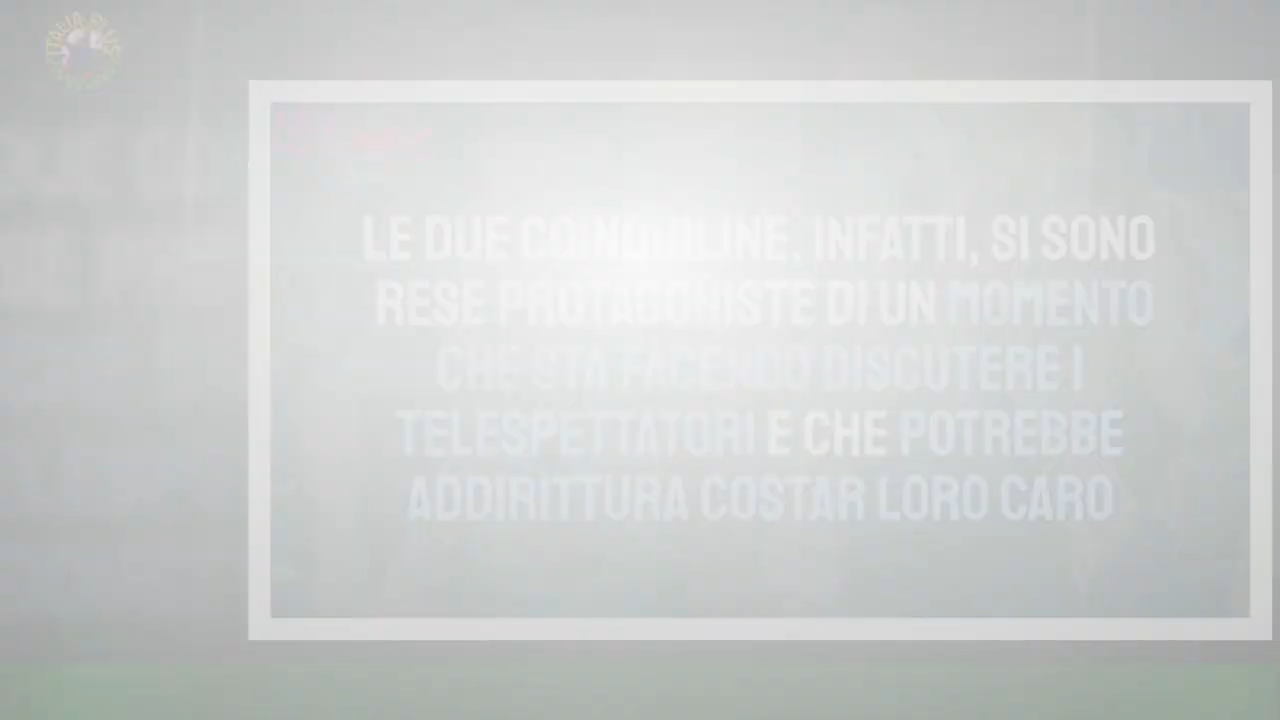 LE DUE COINQUILINE, INFATTI, SI SONO
RESE PROTAGONISTE DI UN MOMENTO
CHE STA FACENDO DISCUTERE I
TELESPETTATORI E CHE POTREBBE
ADDIRITTURA COSTAR LORO CARO